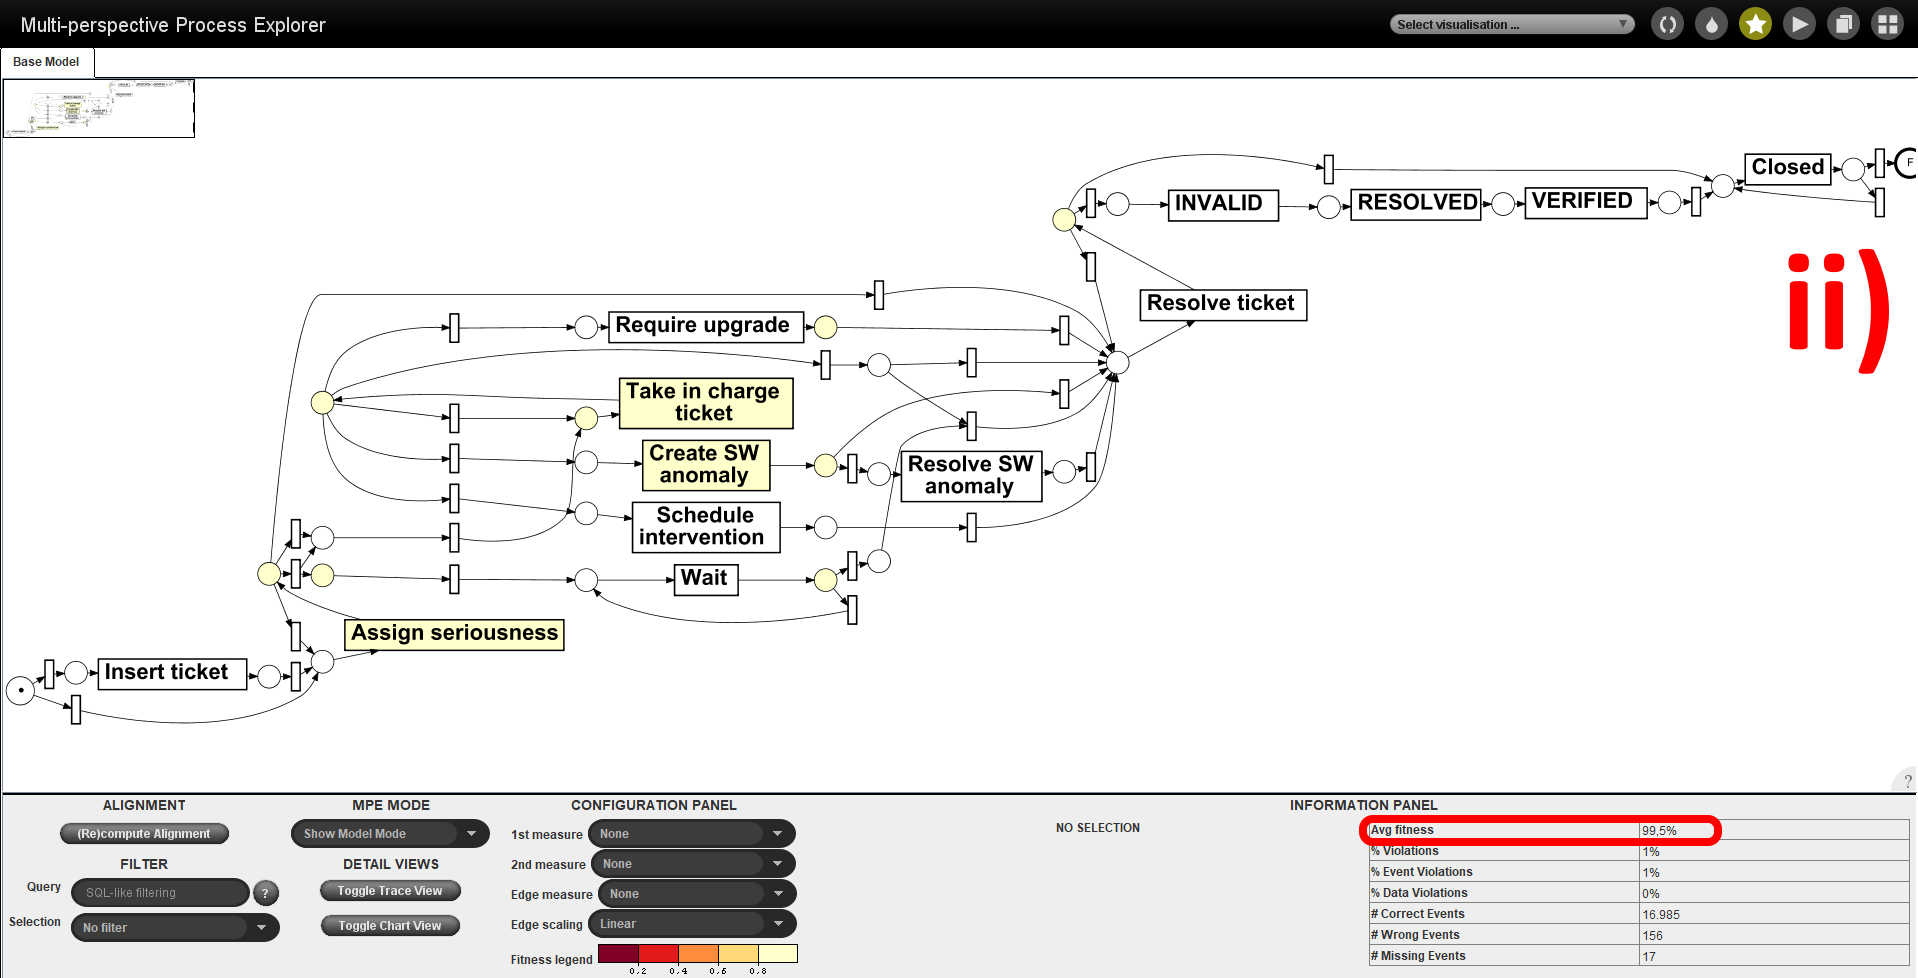 Multi-perspective Process Explorer
Select visualisation ...
Base Model
F
Closed
INVALID
RESOLVED
VERIFIED
ii)
Resolve ticket
Require upgrade
Take in charge
ticket
Create SW
anomaly
Resolve SW
anomaly
Schedule
intervention
Wait
Assign seriousness
Insert ticket
?
ALIGNMENT
(Re)compute Alignment
FILTER
Query
SQL-like filtering
?
Selection
No filter
MPE MODE
Show Model Mode
DETAIL VIEWS
Toggle Trace View
Toggle Chart View
CONFIGURATION PANEL
1st measure
None
2nd measure
None
Edge measure
None
Edge scaling
Linear
Fitness legend
0,2 0,4 0,6 0,8
NO SELECTION
INFORMATION PANEL
Avg fitness 99,5%
% Violations 1%
% Event Violations 1%
% Data Violations 0%
# Correct Events 16.985
# Wrong Events 156
# Missing Events 17